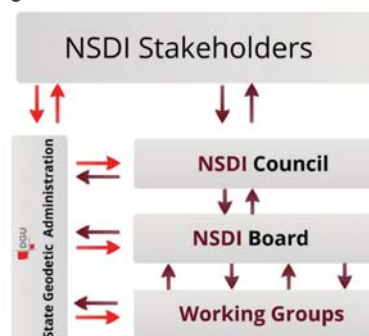 NSDI Stakeholders
DGU
State Geodetic Administration
NSDI Council
NSDI Board
Working Groups